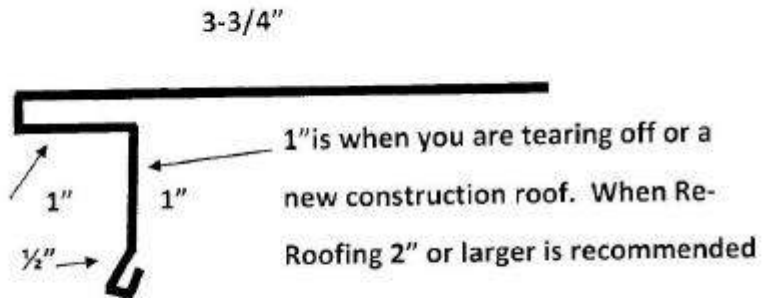 3-3/4"
1"is when you are tearing off or a
1"
1"
new construction roof. When Re-
½"
Roofing 2" or larger is recommended